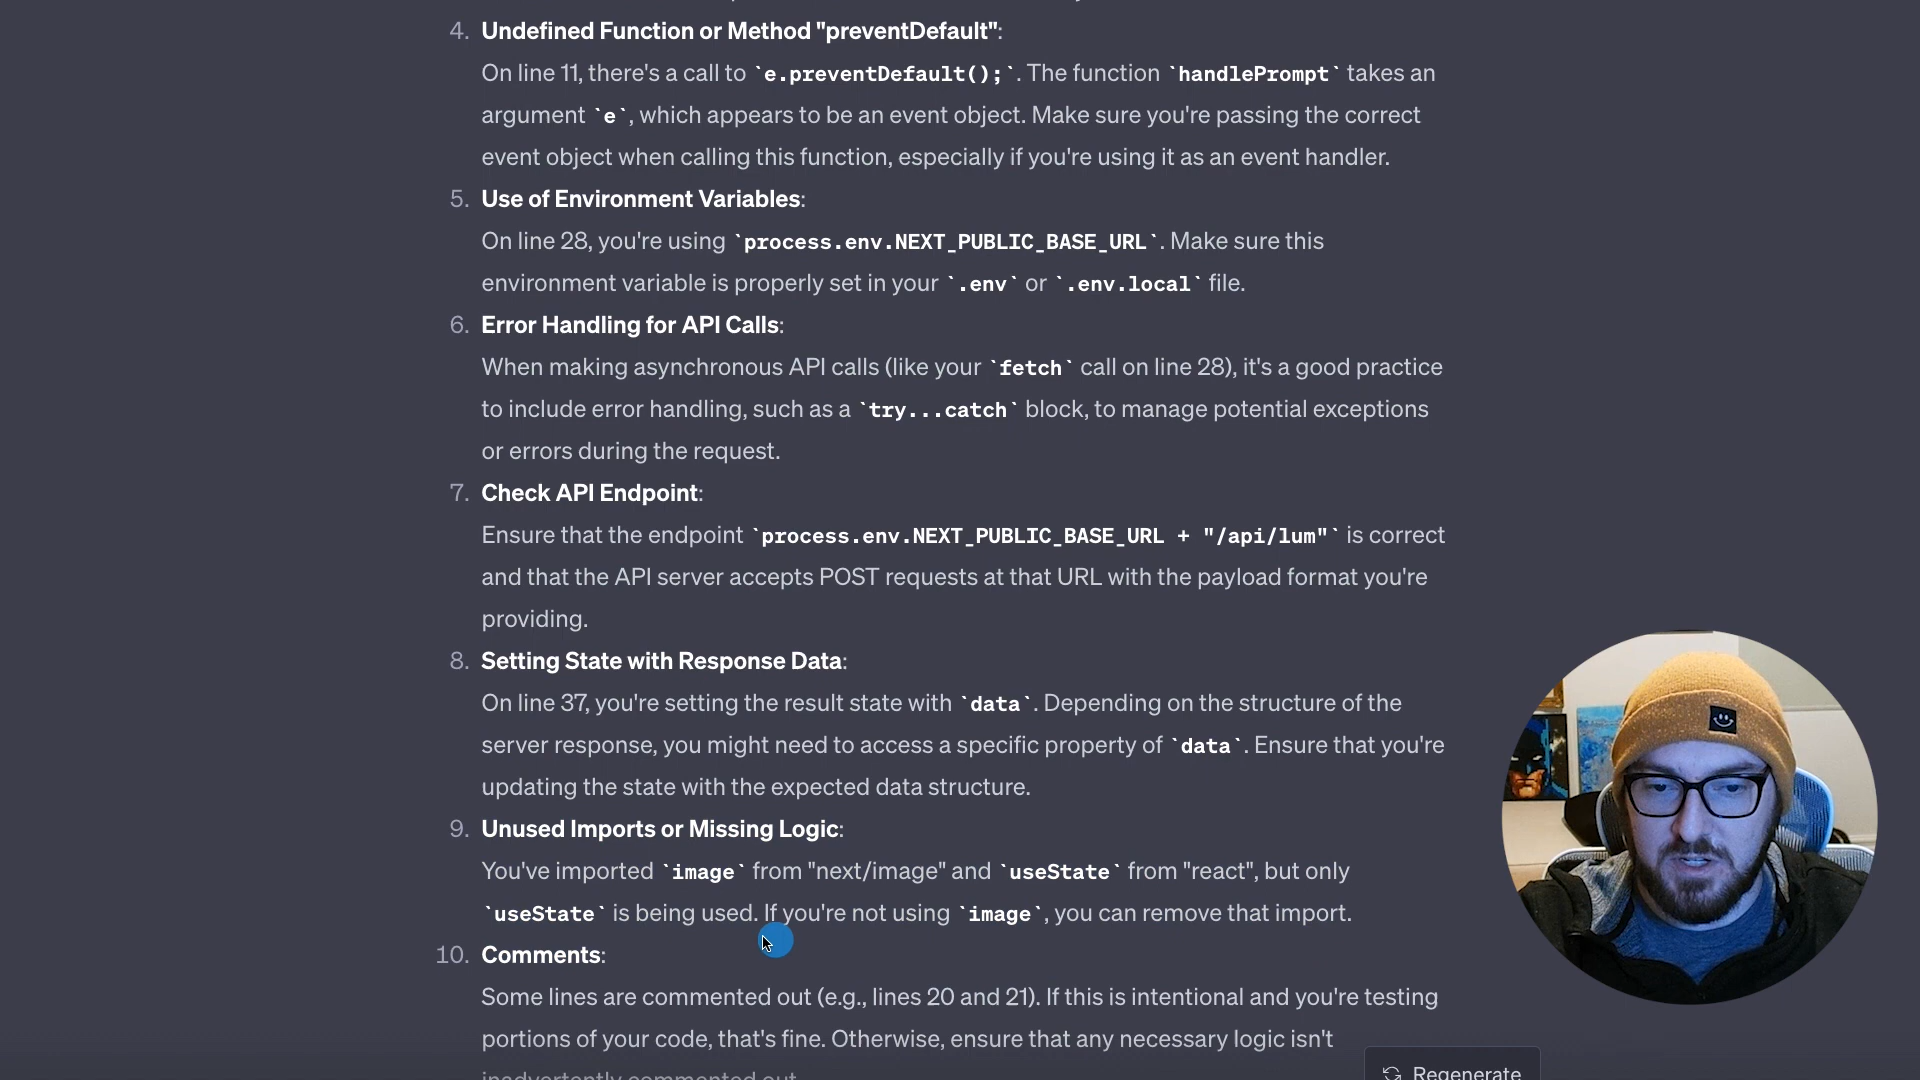 4. Undefined Function or Method "preventDefault":
On line 11, there's a call to `e.preventDefault();`. The function `handlePrompt` takes an
argument `e`, which appears to be an event object. Make sure you're passing the correct
event object when calling this function, especially if you're using it as an event handler.
5. Use of Environment Variables:
On line 28, you're using `process.env.NEXT_PUBLIC_BASE_URL`. Make sure this
environment variable is properly set in your `.env` or `.env.local` file.
6. Error Handling for API Calls:
When making asynchronous API calls (like your `fetch` call on line 28), it's a good practice
to include error handling, such as a `try...catch` block, to manage potential exceptions
or errors during the request.
7. Check API Endpoint:
Ensure that the endpoint `process.env.NEXT_PUBLIC_BASE_URL + "/api/lum"` is correct
and that the API server accepts POST requests at that URL with the payload format you're
providing.
8. Setting State with Response Data:
On line 37, you're setting the result state with `data`. Depending on the structure of the
server response, you might need to access a specific property of `data`. Ensure that you're
updating the state with the expected data structure.
9. Unused Imports or Missing Logic:
You've imported `image` from "next/image" and `useState` from "react", but only
`useState` is being used. If you're not using `image`, you can remove that import.
10. Comments:
Some lines are commented out (e.g., lines 20 and 21). If this is intentional and you're testing
portions of your code, that's fine. Otherwise, ensure that any necessary logic isn't
inadvertently commented out.
Regenerate